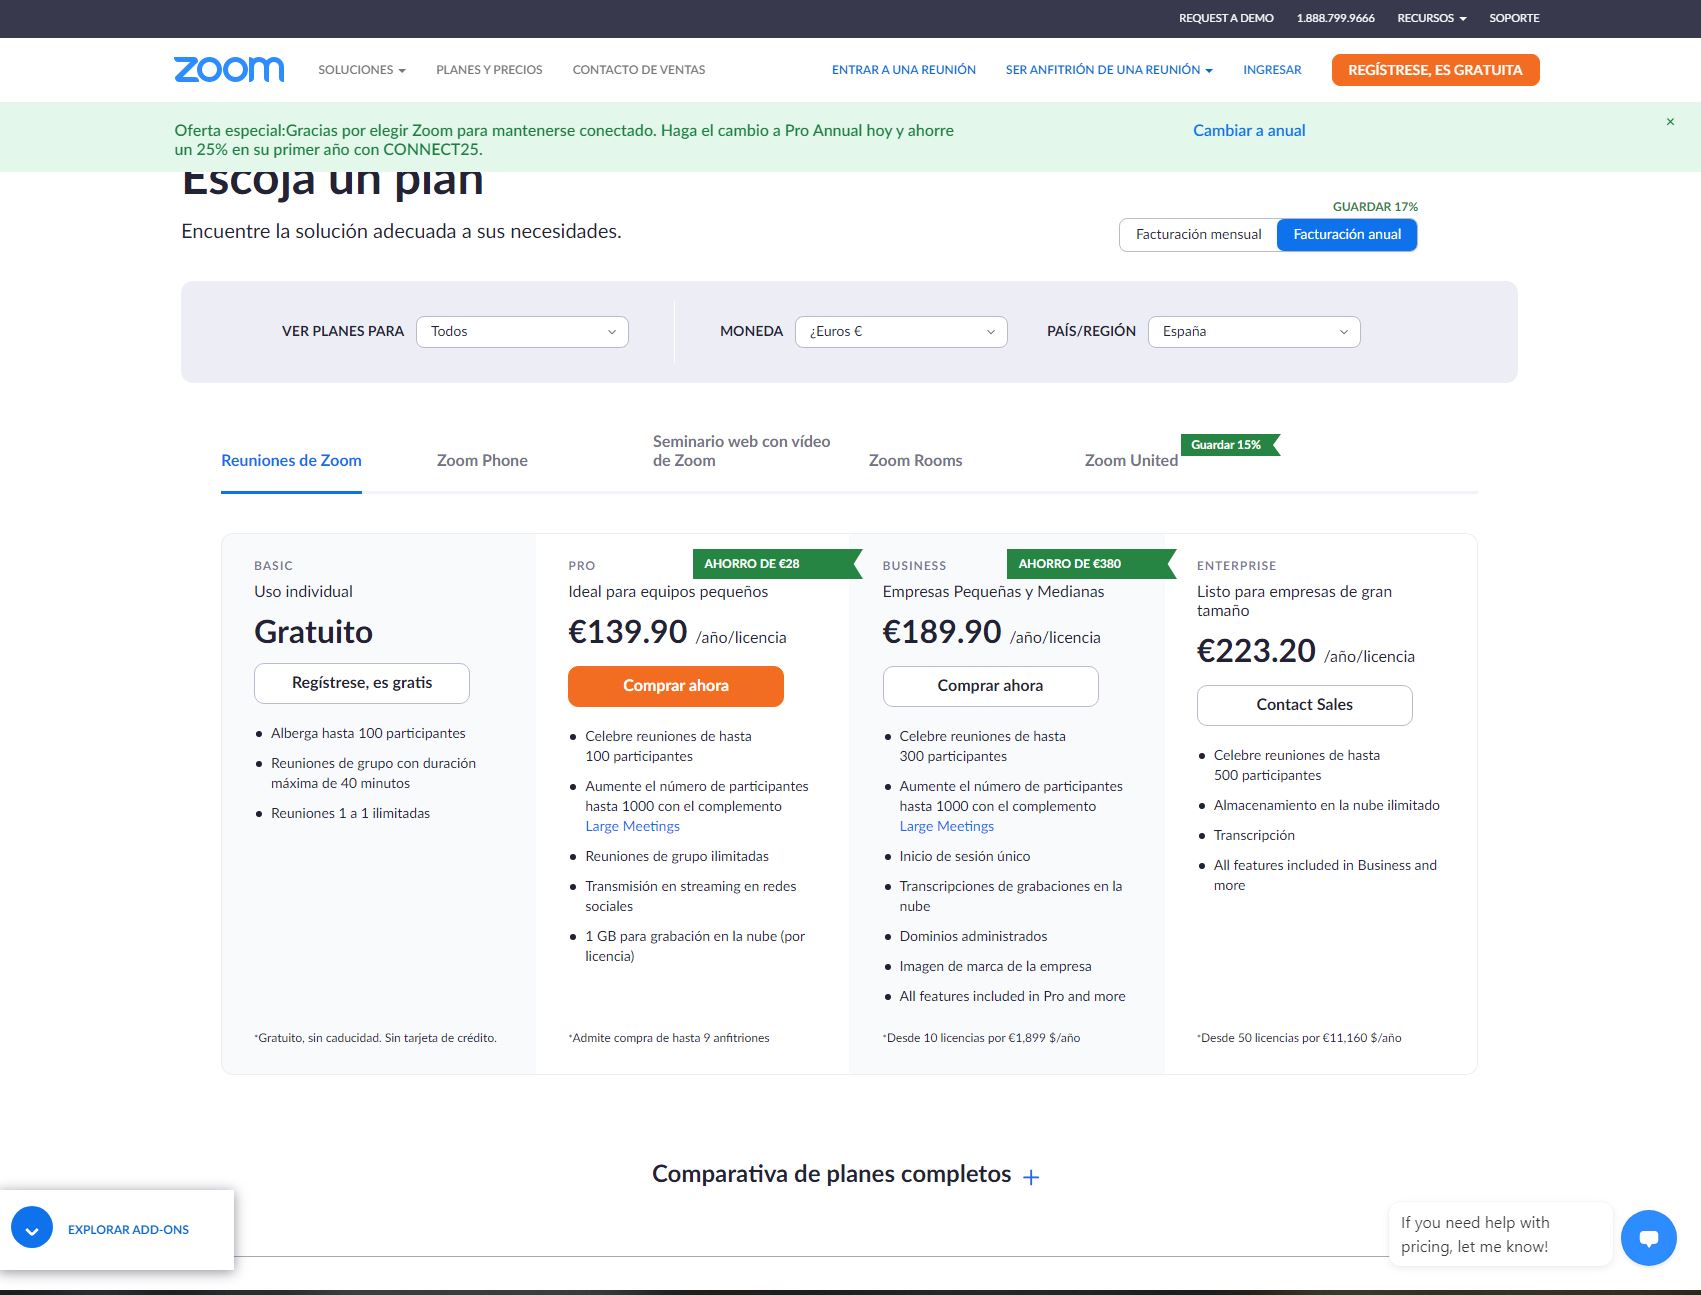 REQUEST A DEMO 1.888.799.9666 RECURSOS SOPORTE
zoom SOLUCIONES PLANES Y PRECIOS CONTACTO DE VENTAS ENTRAR A UNA REUNIÓN SER ANFITRIÓN DE UNA REUNIÓN INGRESAR REGÍSTRESE, ES GRATUITA
Oferta especial:Gracias por elegir Zoom para mantenerse conectado. Haga el cambio a Pro Annual hoy y ahorre
un 25% en su primer año con CONNECT25.
Cambiar a anual
Escoja un plan
Encuentre la solución adecuada a sus necesidades.
GUARDAR 17%
Facturación mensual Facturación anual
VER PLANES PARA Todos MONEDA ¿Euros € PAÍS/REGIÓN España
Reuniones de Zoom
Zoom Phone
Seminario web con vídeo
de Zoom
Zoom Rooms
Zoom United
Guardar 15%
BASIC
Uso individual
Gratuito
Regístrese, es gratis
Alberga hasta 100 participantes
Reuniones de grupo con duración
máxima de 40 minutos
Reuniones 1 a 1 ilimitadas
*Gratuito, sin caducidad. Sin tarjeta de crédito.
PRO
AHORRO DE €28
Ideal para equipos pequeños
€139.90 /año/licencia
Comprar ahora
Celebre reuniones de hasta
100 participantes
Aumente el número de participantes
hasta 1000 con el complemento
Large Meetings
Reuniones de grupo ilimitadas
Transmisión en streaming en redes
sociales
1 GB para grabación en la nube (por
licencia)
*Admite compra de hasta 9 anfitriones
BUSINESS
AHORRO DE €380
Empresas Pequeñas y Medianas
€189.90 /año/licencia
Comprar ahora
Celebre reuniones de hasta
300 participantes
Aumente el número de participantes
hasta 1000 con el complemento
Large Meetings
Inicio de sesión único
Transcripciones de grabaciones en la
nube
Dominios administrados
Imagen de marca de la empresa
All features included in Pro and more
*Desde 10 licencias por €1,899 $/año
ENTERPRISE
Listo para empresas de gran
tamaño
€223.20 /año/licencia
Contact Sales
Celebre reuniones de hasta
500 participantes
Almacenamiento en la nube ilimitado
Transcripción
All features included in Business and
more
*Desde 50 licencias por €11,160 $/año
Comparativa de planes completos +
EXPLORAR ADD-ONS
If you need help with
pricing, let me know!